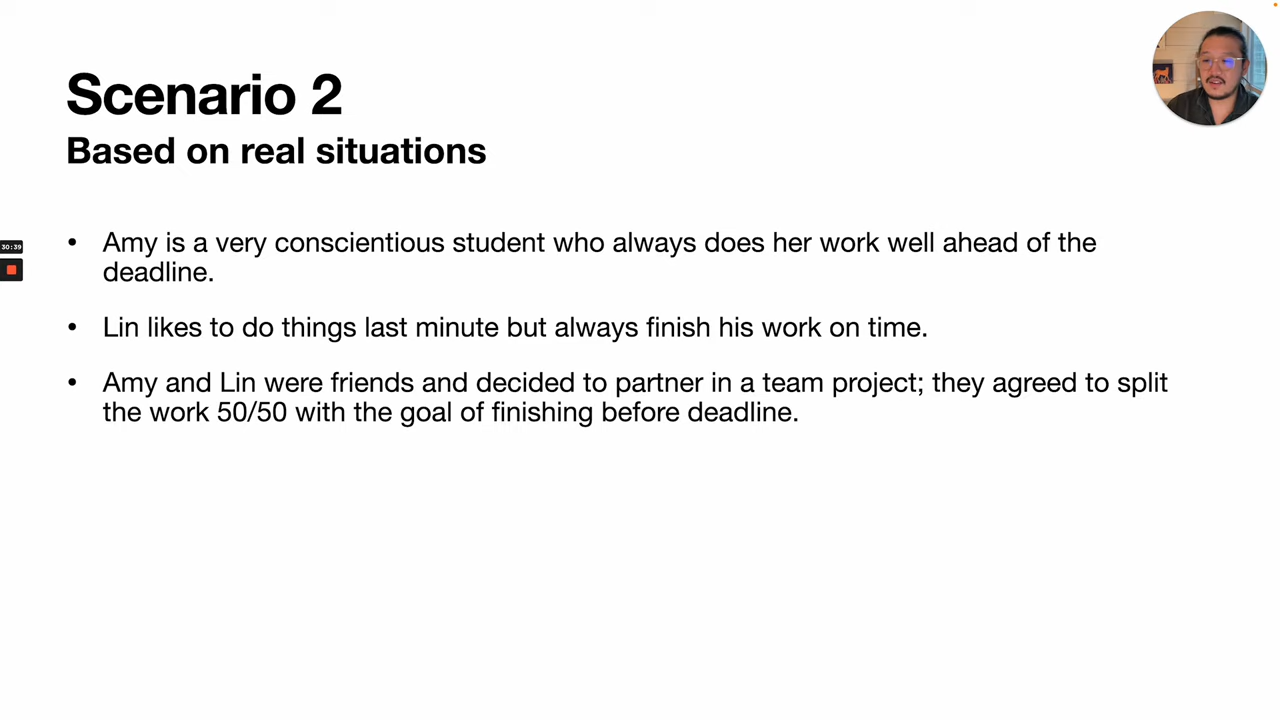 Scenario 2
Based on real situations
30:39
• Amy is a very conscientious student who always does her work well ahead of the
deadline.
• Lin likes to do things last minute but always finish his work on time.
• Amy and Lin were friends and decided to partner in a team project; they agreed to split
the work 50/50 with the goal of finishing before deadline.